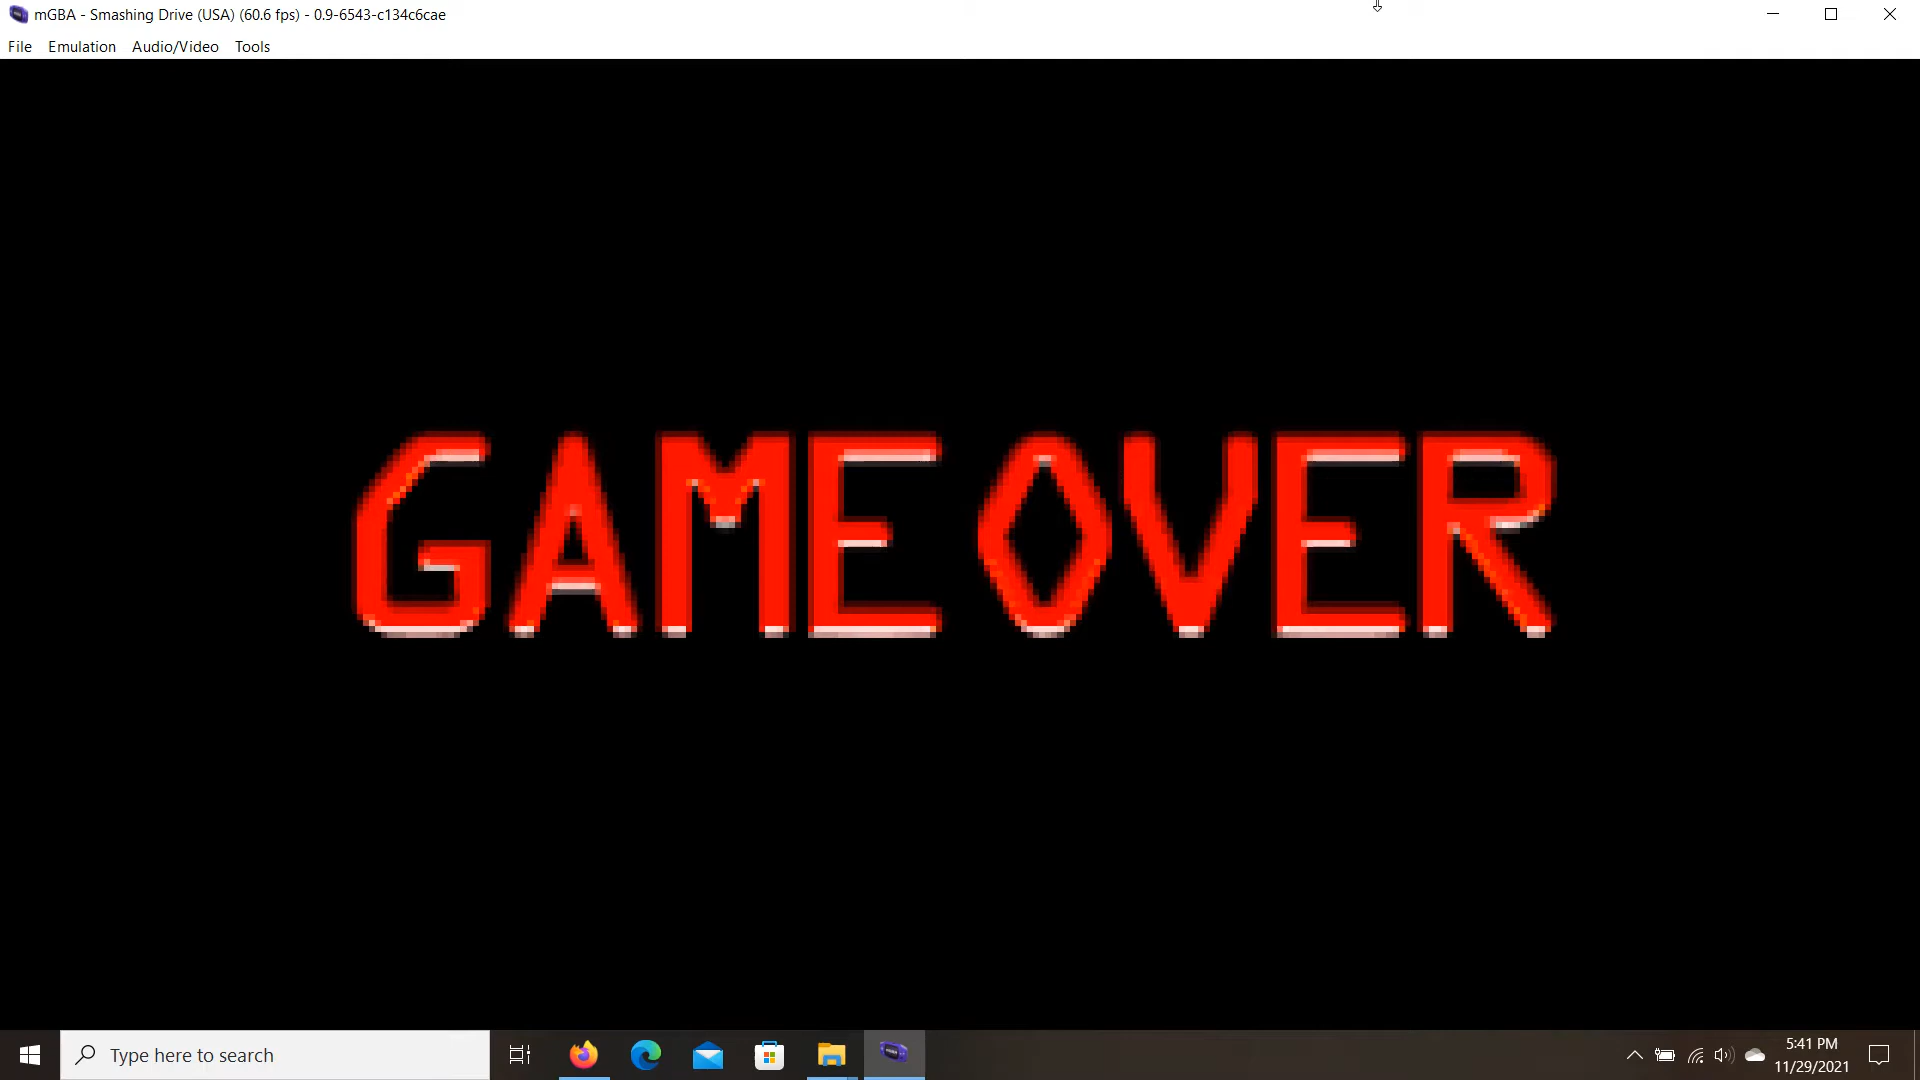 mGBA - Smashing Drive (USA) (60.6 fps) - 0.9-6543-c134c6cae
File Emulation Audio/Video Tools
GAME OVER
Type here to search
5:41 PM
11/29/2021